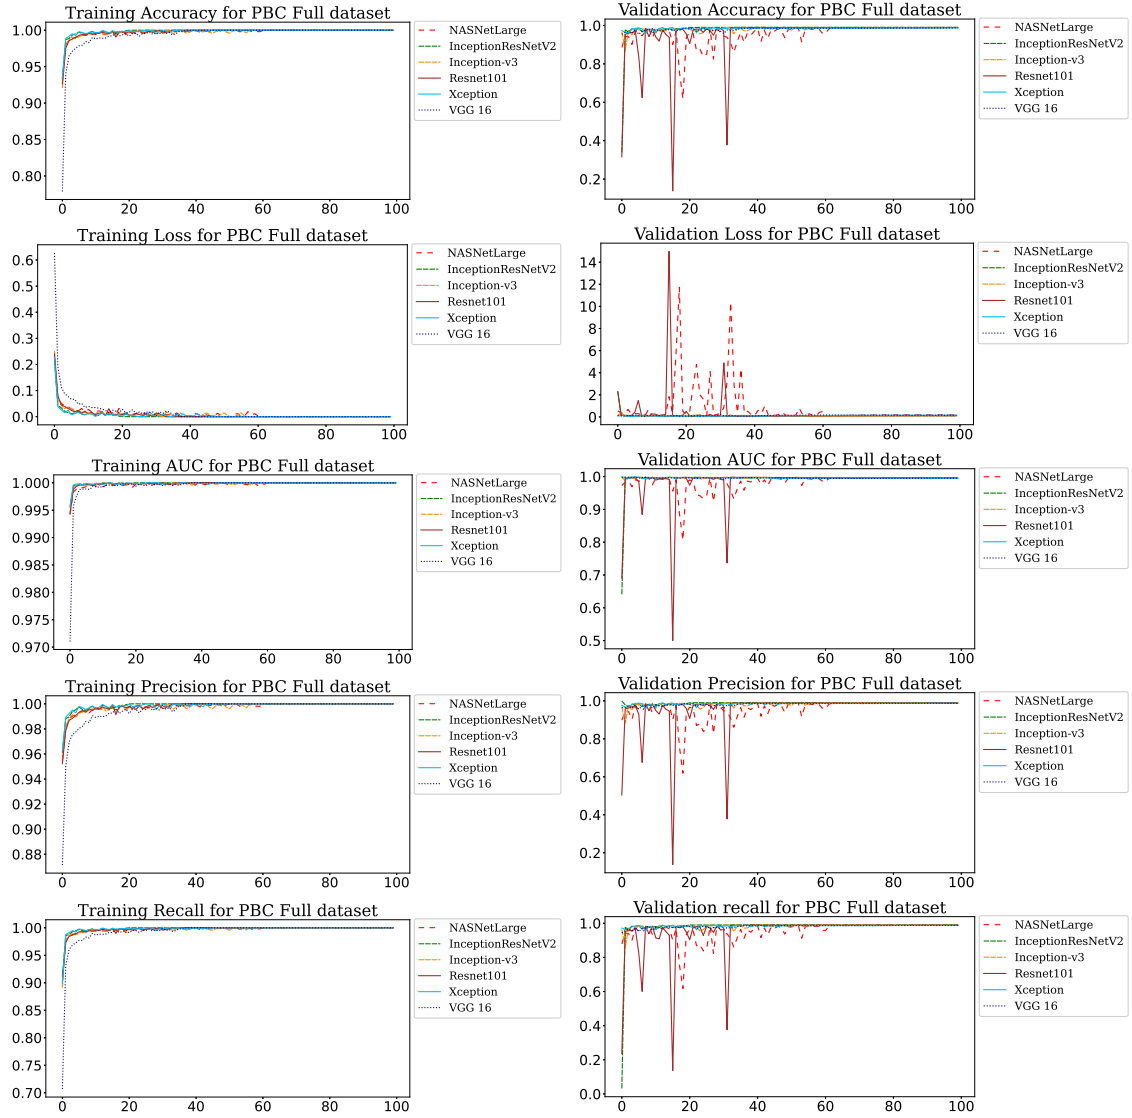 Training Accuracy for PBC Full dataset
1.00
0.95
0.90
0.85
0.80
0 20 40 60 80 100
NASNetLarge
InceptionResNetV2
Inception-v3
Resnet101
Xception
VGG 16
Validation Accuracy for PBC Full dataset
1.0
0.8
0.6
0.4
0.2
0 20 40 60 80 100
NASNetLarge
InceptionResNetV2
Inception-v3
Resnet101
Xception
VGG 16
Training Loss for PBC Full dataset
0.6
0.5
0.4
0.3
0.2
0.1
0.0
0 20 40 60 80 100
NASNetLarge
InceptionResNetV2
Inception-v3
Resnet101
Xception
VGG 16
Validation Loss for PBC Full dataset
14
12
10
8
6
4
2
0
0 20 40 60 80 100
NASNetLarge
InceptionResNetV2
Inception-v3
Resnet101
Xception
VGG 16
Training AUC for PBC Full dataset
1.000
0.995
0.990
0.985
0.980
0.975
0.970
0 20 40 60 80 100
NASNetLarge
InceptionResNetV2
Inception-v3
Resnet101
Xception
VGG 16
Validation AUC for PBC Full dataset
1.0
0.9
0.8
0.7
0.6
0.5
0 20 40 60 80 100
NASNetLarge
InceptionResNetV2
Inception-v3
Resnet101
Xception
VGG 16
Training Precision for PBC Full dataset
1.00
0.98
0.96
0.94
0.92
0.90
0.88
0 20 40 60 80 100
NASNetLarge
InceptionResNetV2
Inception-v3
Resnet101
Xception
VGG 16
Validation Precision for PBC Full dataset
1.0
0.8
0.6
0.4
0.2
0 20 40 60 80 100
NASNetLarge
InceptionResNetV2
Inception-v3
Resnet101
Xception
VGG 16
Training Recall for PBC Full dataset
1.00
0.95
0.90
0.85
0.80
0.75
0.70
0 20 40 60 80 100
NASNetLarge
InceptionResNetV2
Inception-v3
Resnet101
Xception
VGG 16
Validation recall for PBC Full dataset
1.0
0.8
0.6
0.4
0.2
0.0
0 20 40 60 80 100
NASNetLarge
InceptionResNetV2
Inception-v3
Resnet101
Xception
VGG 16